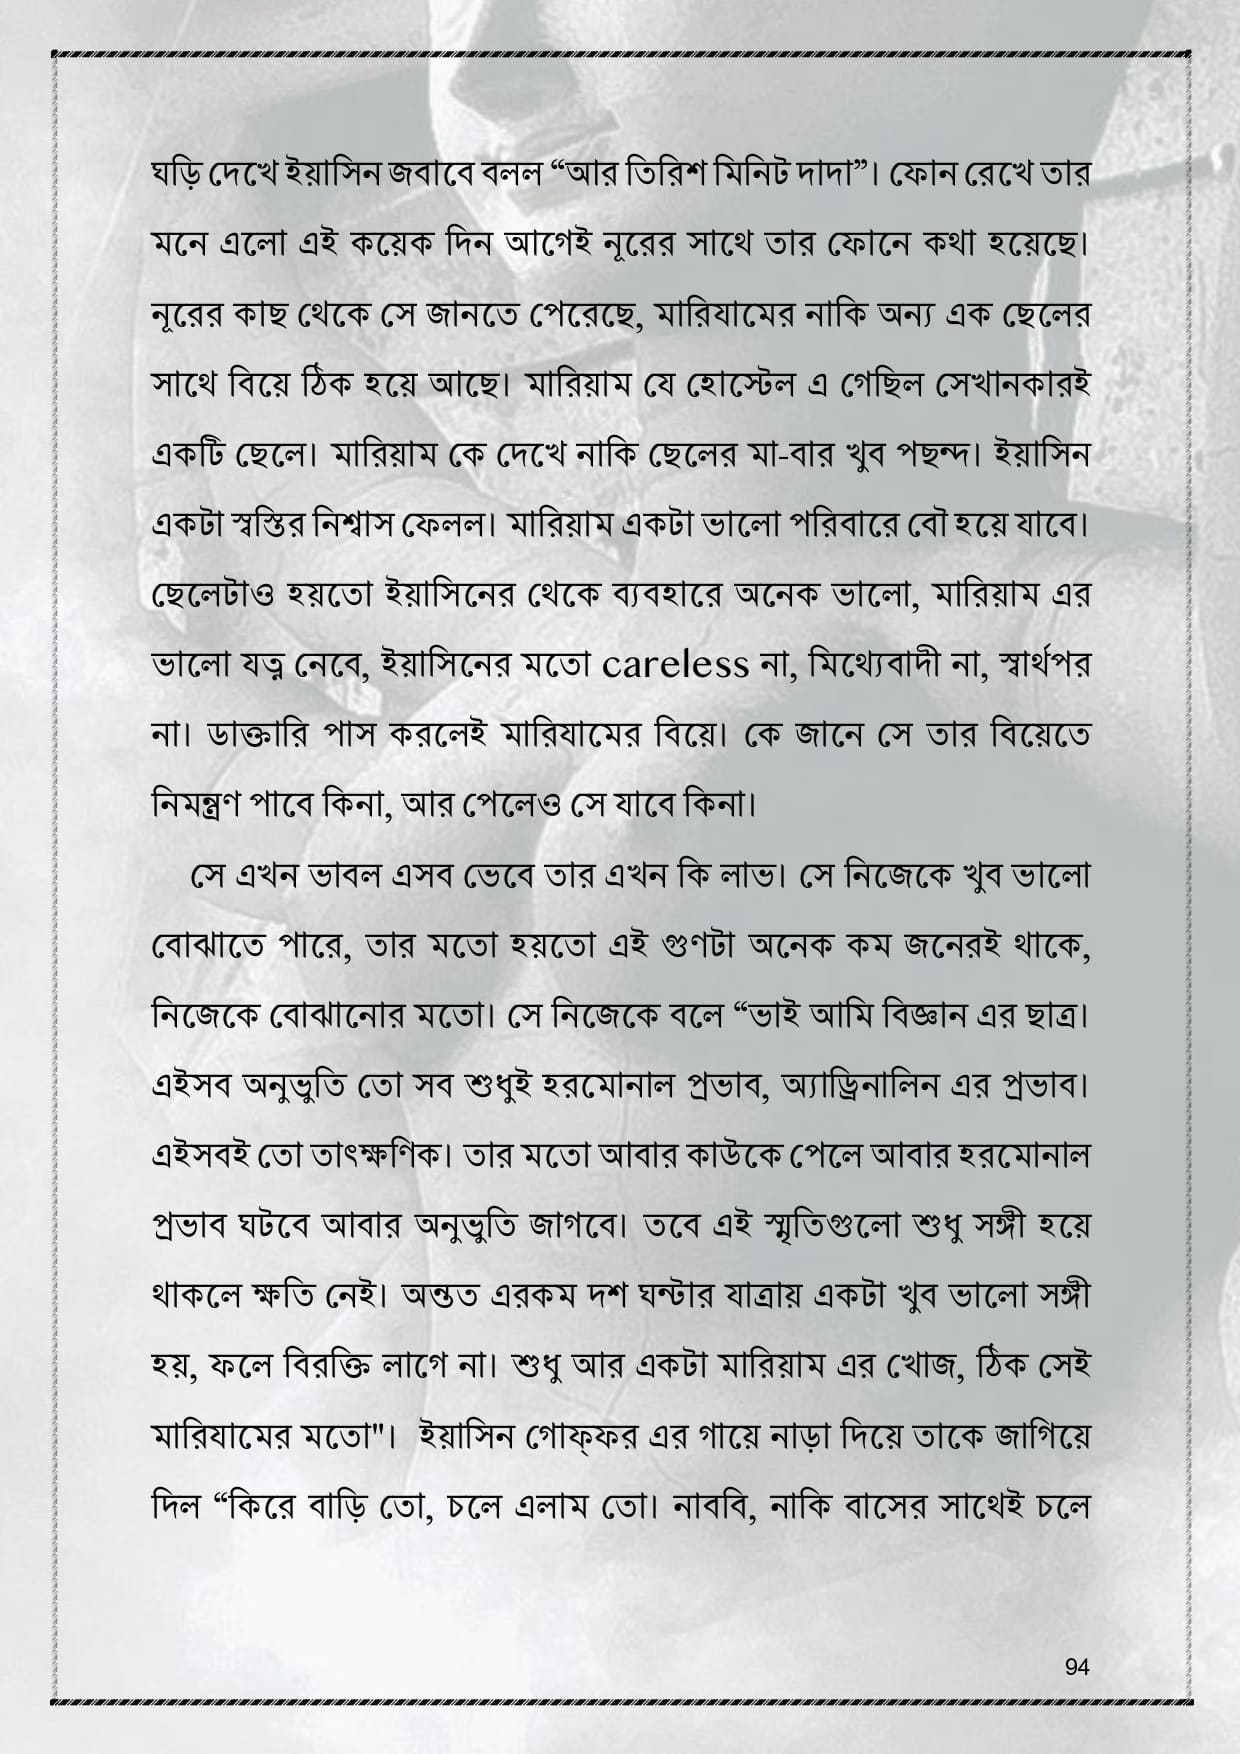 ঘড়ি দেখে ইয়াসিন জবাবে বলল “আর তিরিশ মিনিট দাদা”। ফোন রেখে তার
মনে এলো এই কয়েক দিন আগেই নূরের সাথে তার ফোনে কথা হয়েছে।
নূরের কাছ থেকে সে জানতে পেরেছে, মারিযামের নাকি অন্য এক ছেলের
সাথে বিয়ে ঠিক হয়ে আছে। মারিয়াম যে হোস্টেল এ গেছিল সেখানকারই
একটি ছেলে। মারিয়াম কে দেখে নাকি ছেলের মা-বার খুব পছন্দ। ইয়াসিন
একটা স্বস্তির নিশ্বাস ফেলল। মারিয়াম একটা ভালো পরিবারে বৌ হয়ে যাবে।
ছেলেটাও হয়তো ইয়াসিনের থেকে ব্যবহারে অনেক ভালো, মারিয়াম এর
ভালো যত্ন নেবে, ইয়াসিনের মতো careless না, মিথ্যেবাদী না, স্বার্থপর
না। ডাক্তারি পাস করলেই মারিযামের বিয়ে। কে জানে সে তার বিয়েতে
নিমন্ত্রণ পাবে কিনা, আর পেলেও সে যাবে কিনা।
সে এখন ভাবল এসব ভেবে তার এখন কি লাভ। সে নিজেকে খুব ভালো
বোঝাতে পারে, তার মতো হয়তো এই গুণটা অনেক কম জনেরই থাকে,
নিজেকে বোঝানোর মতো। সে নিজেকে বলে “ভাই আমি বিজ্ঞান এর ছাত্র।
এইসব অনুভুতি তো সব শুধুই হরমোনাল প্রভাব, অ্যাড্রিনালিন এর প্রভাব।
এইসবই তো তাৎক্ষণিক। তার মতো আবার কাউকে পেলে আবার হরমোনাল
প্রভাব ঘটবে আবার অনুভুতি জাগবে। তবে এই স্মৃতিগুলো শুধু সঙ্গী হয়ে
থাকলে ক্ষতি নেই। অন্তত এরকম দশ ঘন্টার যাত্রায় একটা খুব ভালো সঙ্গী
হয়, ফলে বিরক্তি লাগে না। শুধু আর একটা মারিয়াম এর খোজ, ঠিক সেই
মারিযামের মতো"। ইয়াসিন গোফ্ফর এর গায়ে নাড়া দিয়ে তাকে জাগিয়ে
দিল “কিরে বাড়ি তো, চলে এলাম তো। নাববি, নাকি বাসের সাথেই চলে
94